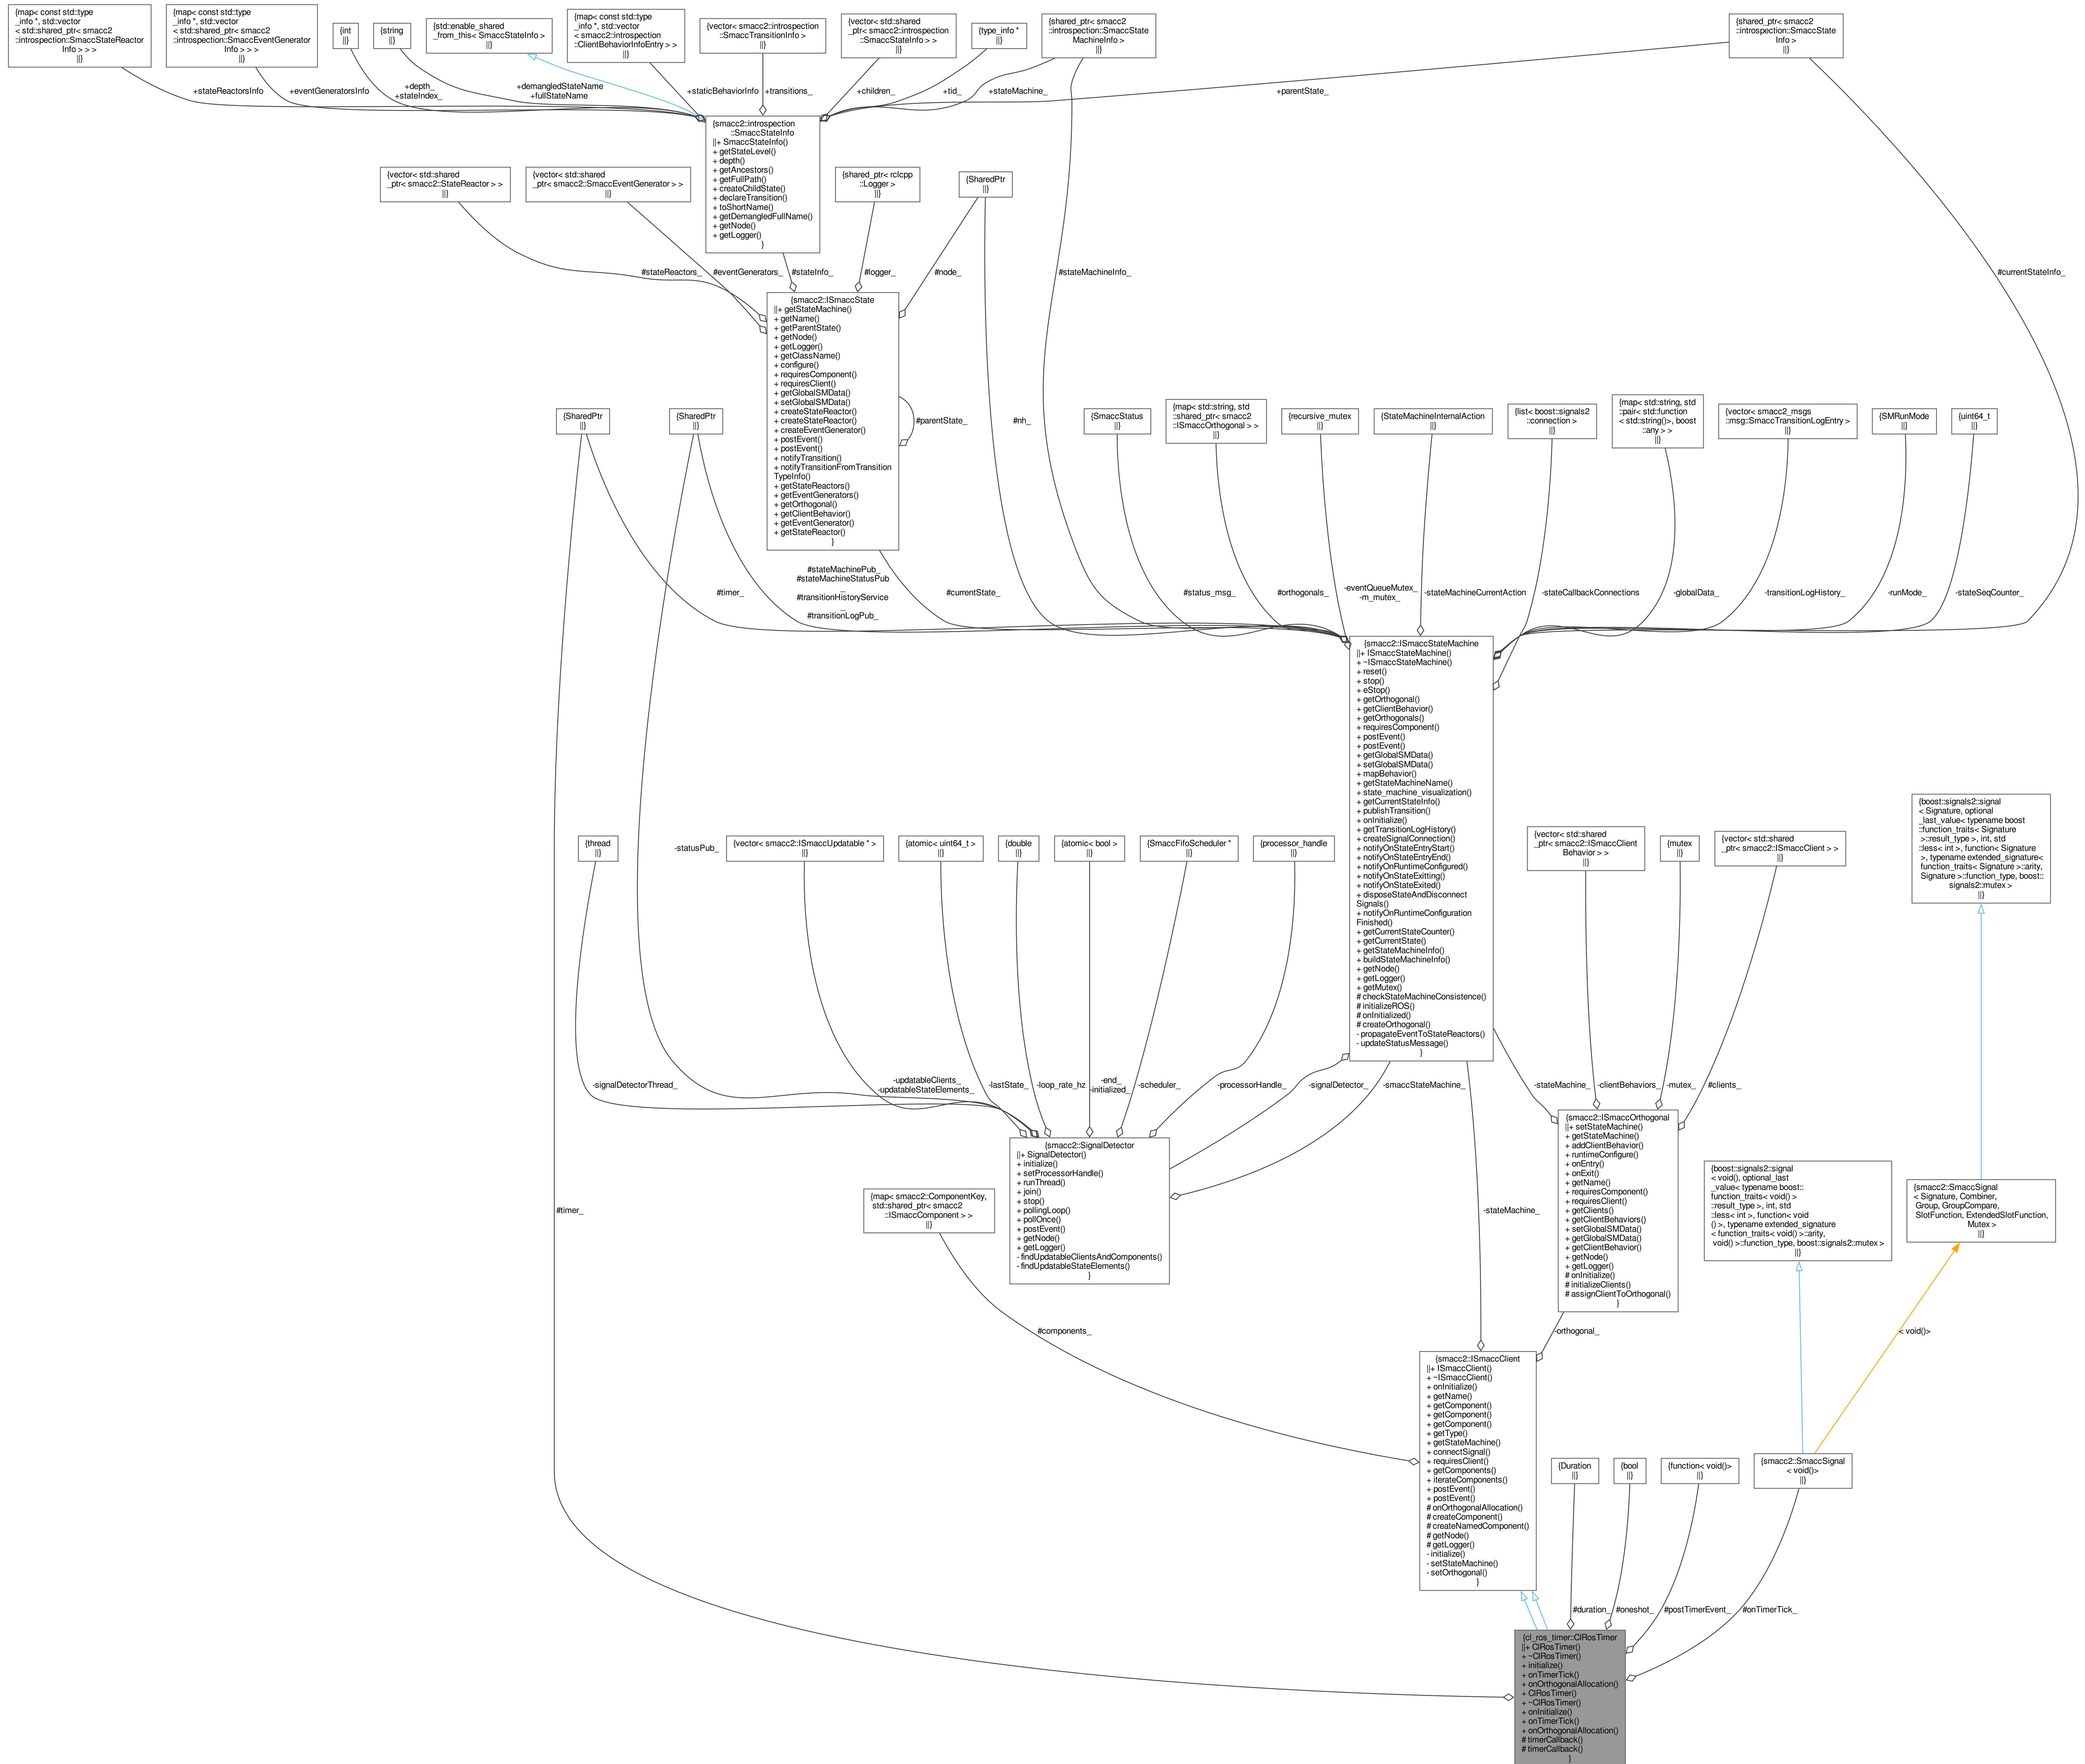 {map< const std::type
_info *, std::vector
< std::shared_ptr< smacc2
::introspection::SmaccStateReactor
Info > > >
||}
{map< const std::type
_info *, std::vector
< std::shared_ptr< smacc2
::introspection::SmaccEventGenerator
Info > > >
||}
{int
||}
{string
||}
{std::enable_shared
_from_this< SmaccStateInfo >
||}
{map< const std::type
_info *, std::vector
< smacc2::introspection
::ClientBehaviorInfoEntry > >
||}
{vector< smacc2::introspection
::SmaccTransitionInfo >
||}
{vector< std::shared
_ptr< smacc2::introspection
::SmaccStateInfo > >
||}
{type_info *
||}
{shared_ptr< smacc2
::introspection::SmaccState
MachineInfo >
||}
{shared_ptr< smacc2
::introspection::SmaccState
Info >
||}
+stateReactorsInfo
+eventGeneratorsInfo
+depth_
+stateIndex_
+demangledStateName
+fullStateName
+staticBehaviorInfo
+transitions_
+children_
+tid_
+stateMachine_
+parentState_
{smacc2::introspection
::SmaccStateInfo
||+ SmaccStateInfo()
+ getStateLevel()
+ depth()
+ getAncestors()
+ getFullPath()
+ createChildState()
+ declareTransition()
+ toShortName()
+ getDemangledFullName()
+ getNode()
+ getLogger()
}
{vector< std::shared
_ptr< smacc2::StateReactor > >
||}
{vector< std::shared
_ptr< smacc2::SmaccEventGenerator > >
||}
{shared_ptr< rclcpp
::Logger >
||}
{SharedPtr
||}
#stateReactors_
#eventGenerators_
#stateInfo_
#logger_
#node_
#stateMachineInfo_
#currentStateInfo_
{smacc2::ISmaccState
||+ getStateMachine()
+ getName()
+ getParentState()
+ getNode()
+ getLogger()
+ getClassName()
+ configure()
+ requiresComponent()
+ requiresClient()
+ getGlobalSMData()
+ setGlobalSMData()
+ createStateReactor()
+ createStateReactor()
+ createEventGenerator()
+ postEvent()
+ postEvent()
+ notifyTransition()
+ notifyTransitionFromTransition
TypeInfo()
+ getStateReactors()
+ getEventGenerators()
+ getOrthogonal()
+ getClientBehavior()
+ getEventGenerator()
+ getStateReactor()
}
#parentState_
#nh_
{SharedPtr
||}
{SharedPtr
||}
{SmaccStatus
||}
{map< std::string, std
::shared_ptr< smacc2
::ISmaccOrthogonal > >
||}
{recursive_mutex
||}
{StateMachineInternalAction
||}
{list< boost::signals2
::connection >
||}
{map< std::string, std
::pair< std::function
< std::string()>, boost
::any > >
||}
{vector< smacc2_msgs
::msg::SmaccTransitionLogEntry >
||}
{SMRunMode
||}
{uint64_t
||}
#timer_
#stateMachinePub_
#stateMachineStatusPub
_
#transitionHistoryService
_
#transitionLogPub_
#currentState_
#status_msg_
#orthogonals_
-eventQueueMutex_
-m_mutex_
-stateMachineCurrentAction
-stateCallbackConnections
-globalData_
-transitionLogHistory_
-runMode_
-stateSeqCounter_
{smacc2::ISmaccStateMachine
||+ ISmaccStateMachine()
+ ~ISmaccStateMachine()
+ reset()
+ stop()
+ eStop()
+ getOrthogonal()
+ getClientBehavior()
+ getOrthogonals()
+ requiresComponent()
+ postEvent()
+ postEvent()
+ getGlobalSMData()
+ setGlobalSMData()
+ mapBehavior()
+ getStateMachineName()
+ state_machine_visualization()
+ getCurrentStateInfo()
+ publishTransition()
+ onInitialize()
+ getTransitionLogHistory()
+ createSignalConnection()
+ notifyOnStateEntryStart()
+ notifyOnStateEntryEnd()
+ notifyOnRuntimeConfigured()
+ notifyOnStateExitting()
+ notifyOnStateExited()
+ disposeStateAndDisconnect
Signals()
+ notifyOnRuntimeConfiguration
Finished()
+ getCurrentStateCounter()
+ getCurrentState()
+ getStateMachineInfo()
+ buildStateMachineInfo()
+ getNode()
+ getLogger()
+ getMutex()
# checkStateMachineConsistence()
# initializeROS()
# onInitialized()
# createOrthogonal()
- propagateEventToStateReactors()
- updateStatusMessage()
}
{thread
||}
-statusPub_
{vector< smacc2::ISmaccUpdatable * >
||}
{atomic< uint64_t >
||}
{double
||}
{atomic< bool >
||}
{SmaccFifoScheduler *
||}
{processor_handle
||}
{vector< std::shared
_ptr< smacc2::ISmaccClient
Behavior > >
||}
{mutex
||}
{vector< std::shared
_ptr< smacc2::ISmaccClient > >
||}
{boost::signals2::signal
< Signature, optional
_last_value< typename boost
::function_traits< Signature
>::result_type >, int, std
::less< int >, function< Signature
>, typename extended_signature<
function_traits< Signature >::arity,
Signature >::function_type, boost::
signals2::mutex >
||}
-signalDetectorThread_
-updatableClients_
-updatableStateElements_
-lastState_
-loop_rate_hz
-end_
-initialized_
-scheduler_
-processorHandle_
-signalDetector_
-smaccStateMachine_
-stateMachine_
-clientBehaviors_
-mutex_
#clients_
{smacc2::SignalDetector
||+ SignalDetector()
+ initialize()
+ setProcessorHandle()
+ runThread()
+ join()
+ stop()
+ pollingLoop()
+ pollOnce()
+ postEvent()
+ getNode()
+ getLogger()
- findUpdatableClientsAndComponents()
- findUpdatableStateElements()
}
{smacc2::ISmaccOrthogonal
||+ setStateMachine()
+ getStateMachine()
+ addClientBehavior()
+ runtimeConfigure()
+ onEntry()
+ onExit()
+ getName()
+ requiresComponent()
+ requiresClient()
+ getClients()
+ getClientBehaviors()
+ setGlobalSMData()
+ getGlobalSMData()
+ getClientBehavior()
+ getNode()
+ getLogger()
# onInitialize()
# initializeClients()
# assignClientToOrthogonal()
}
{boost::signals2::signal
< void(), optional_last
_value< typename boost::
function_traits< void() >
::result_type >, int, std
::less< int >, function< void
() >, typename extended_signature
< function_traits< void() >::arity,
void() >::function_type, boost::signals2::mutex >
||}
{smacc2::SmaccSignal
< Signature, Combiner,
Group, GroupCompare,
SlotFunction, ExtendedSlotFunction,
Mutex >
||}
{map< smacc2::ComponentKey,
std::shared_ptr< smacc2
::ISmaccComponent > >
||}
#timer_
-stateMachine_
#components_
-orthogonal_
< void()>
{smacc2::ISmaccClient
||+ ISmaccClient()
+ ~ISmaccClient()
+ onInitialize()
+ getName()
+ getComponent()
+ getComponent()
+ getComponent()
+ getType()
+ getStateMachine()
+ connectSignal()
+ requiresClient()
+ getComponents()
+ iterateComponents()
+ postEvent()
+ postEvent()
# onOrthogonalAllocation()
# createComponent()
# createNamedComponent()
# getNode()
# getLogger()
- initialize()
- setStateMachine()
- setOrthogonal()
}
{Duration
||}
{bool
||}
{function< void()>
||}
{smacc2::SmaccSignal
< void()>
||}
#duration_
#oneshot_
#postTimerEvent_
#onTimerTick_
{cl_ros_timer::ClRosTimer
||+ ClRosTimer()
+ ~ClRosTimer()
+ initialize()
+ onTimerTick()
+ onOrthogonalAllocation()
+ ClRosTimer()
+ ~ClRosTimer()
+ onInitialize()
+ onTimerTick()
+ onOrthogonalAllocation()
# timerCallback()
# timerCallback()
}